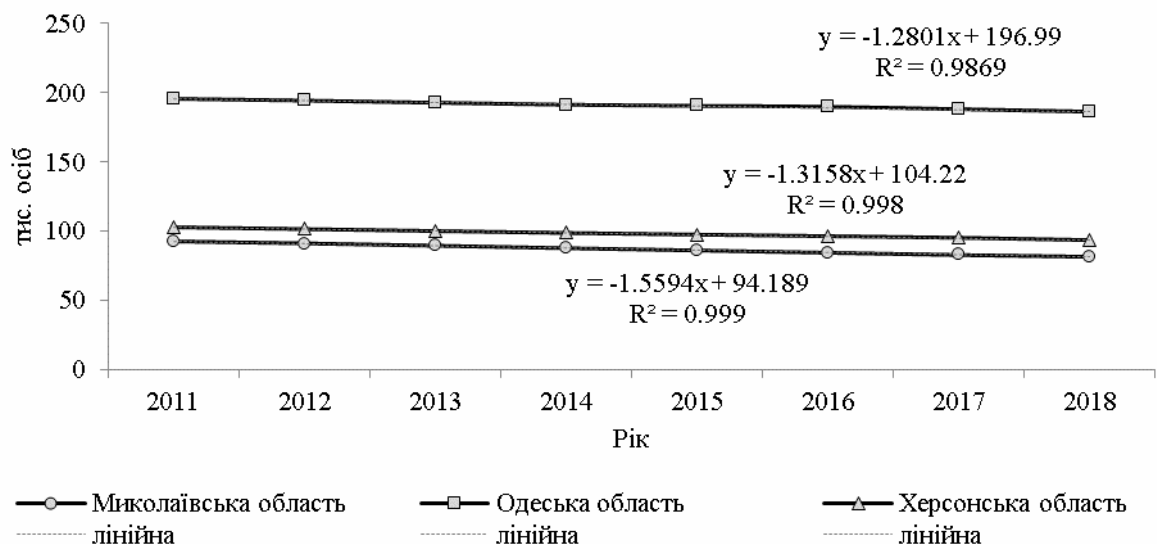 250
y = -1.2801x + 196.99
R² = 0.9869
200
150
тис. осіб
y = -1.3158x + 104.22
R² = 0.998
100
y = -1.5594x + 94.189
R² = 0.999
50
0
2011 2012 2013 2014 2015 2016 2017 2018
Рік
Миколаївська область Одеська область Херсонська область
лінійна лінійна лінійна